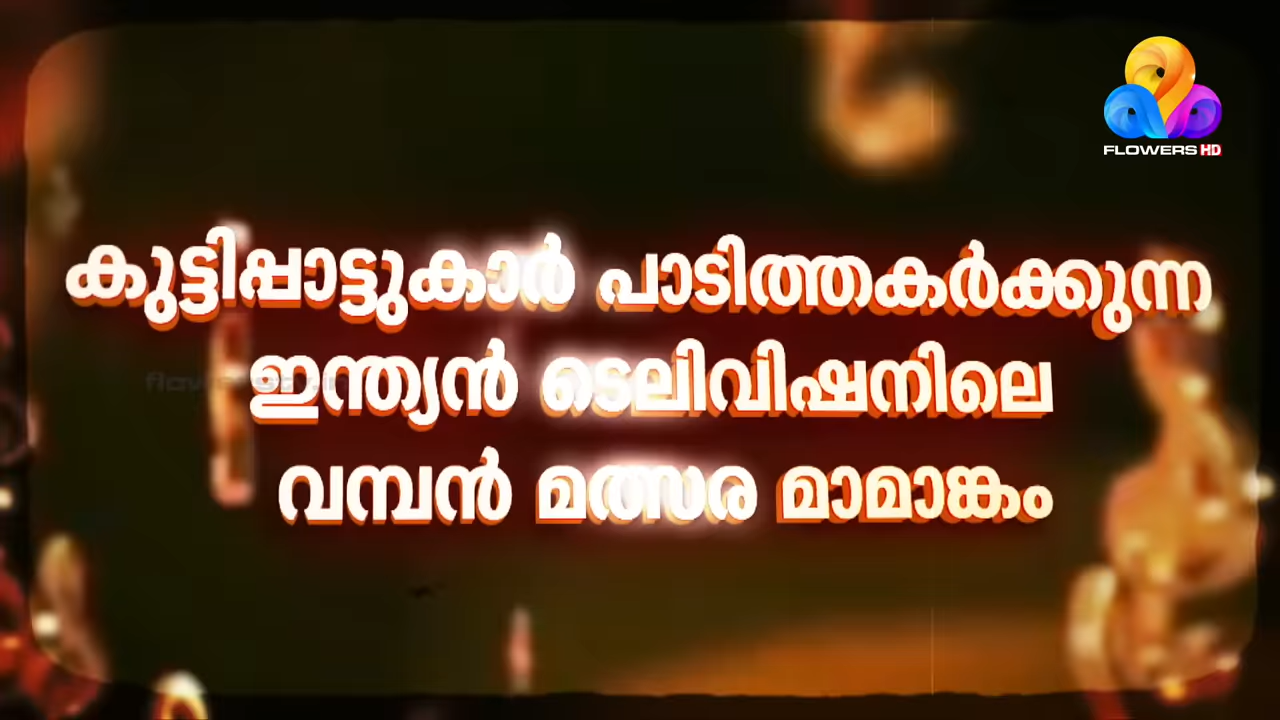 FLOWERS HD
കുട്ടിപ്പാട്ടുകാർ പാടിത്തകർക്കുന്ന
ഇന്ത്യൻ ടെലിവിഷനിലെ
വമ്പൻ മത്സര മാമാങ്കം